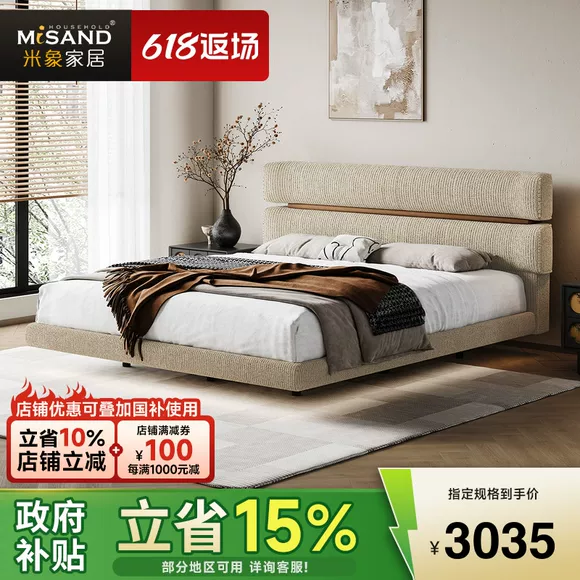 HOUSEHOLD
MiSAND®
米象家居
618返场
店铺优惠可叠加国补使用
立省10%
店铺立减
+
店铺满减券
¥100
每满1000元减
政府
补贴
立省15%
部分地区可用 详询客服!
指定规格到手价
¥3035